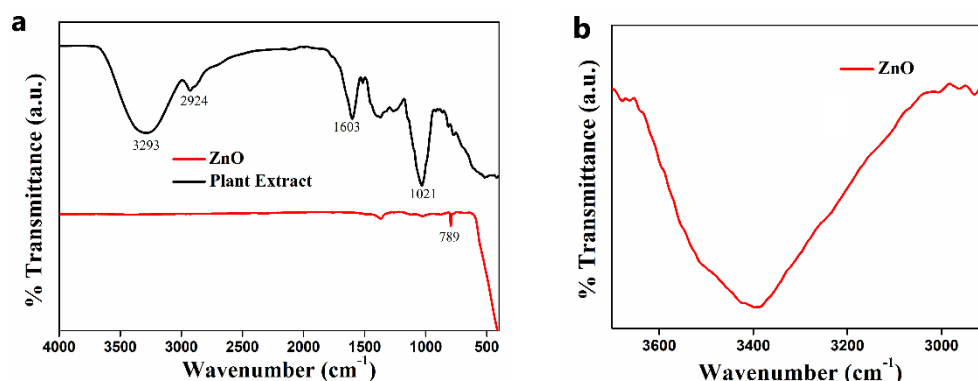 a
% Transmittance (a.u.)
3293
2924
1603
1021
789
ZnO
Plant Extract
4000 3500 3000 2500 2000 1500 1000 500
Wavenumber (cm⁻¹)
b
% Transmittance (a.u.)
ZnO
3600 3400 3200 3000
Wavenumber (cm⁻¹)